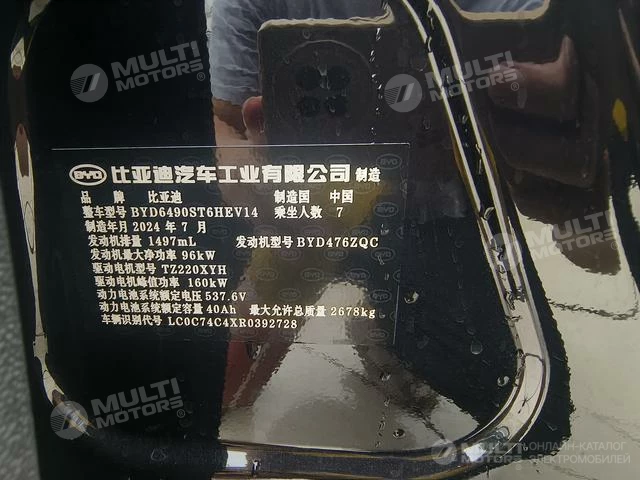 MULTI MOTORS®
MULTI MOTORS
BYD 比亚迪汽车工业有限公司 制造
品 牌 比亚迪 制造国 中国
整车型号 BYD6490ST6HEV14 乘坐人数 7
制造年月 2024 年 7 月
发动机排量 1497mL 发动机型号 BYD476ZQC
发动机最大净功率 96kW
驱动电机型号 TZ220XYH
驱动电机峰值功率 160kW
动力电池系统额定电压 537.6V
动力电池系统额定容量 40Ah 最大允许总质量 2678kg
车辆识别代号 LC0C74C4XR0392728
MULTI MOTORS®
MULTI MOTORS
ОНЛАЙН-КАТАЛОГ
ЭЛЕКТРОМОБИЛЕЙ